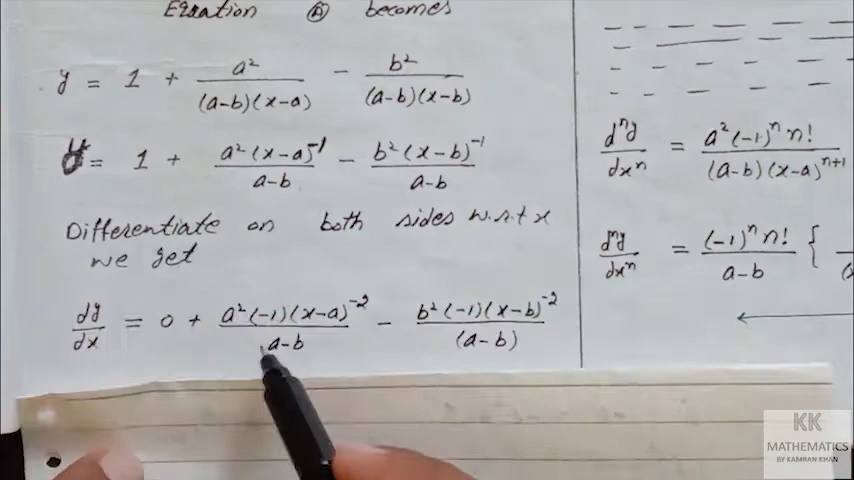 Equation Ⓐ becomes
y = 1 + a² / (a-b)(x-a) - b² / (a-b)(x-b)
= 1 + a²(x-a)⁻¹ / a-b - b²(x-b)⁻¹ / a-b
Differentiate on both sides w.r.t x
we get
dy/dx = 0 + a²(-1)(x-a)⁻² / a-b - b²(-1)(x-b)⁻² / (a-b)
dⁿy/dxⁿ = a²(-1)ⁿ n! / (a-b)(x-a)ⁿ⁺¹
dⁿy/dxⁿ = (-1)ⁿ n! / a-b {
KK
MATHEMATICS
BY KAMRAN KHAN